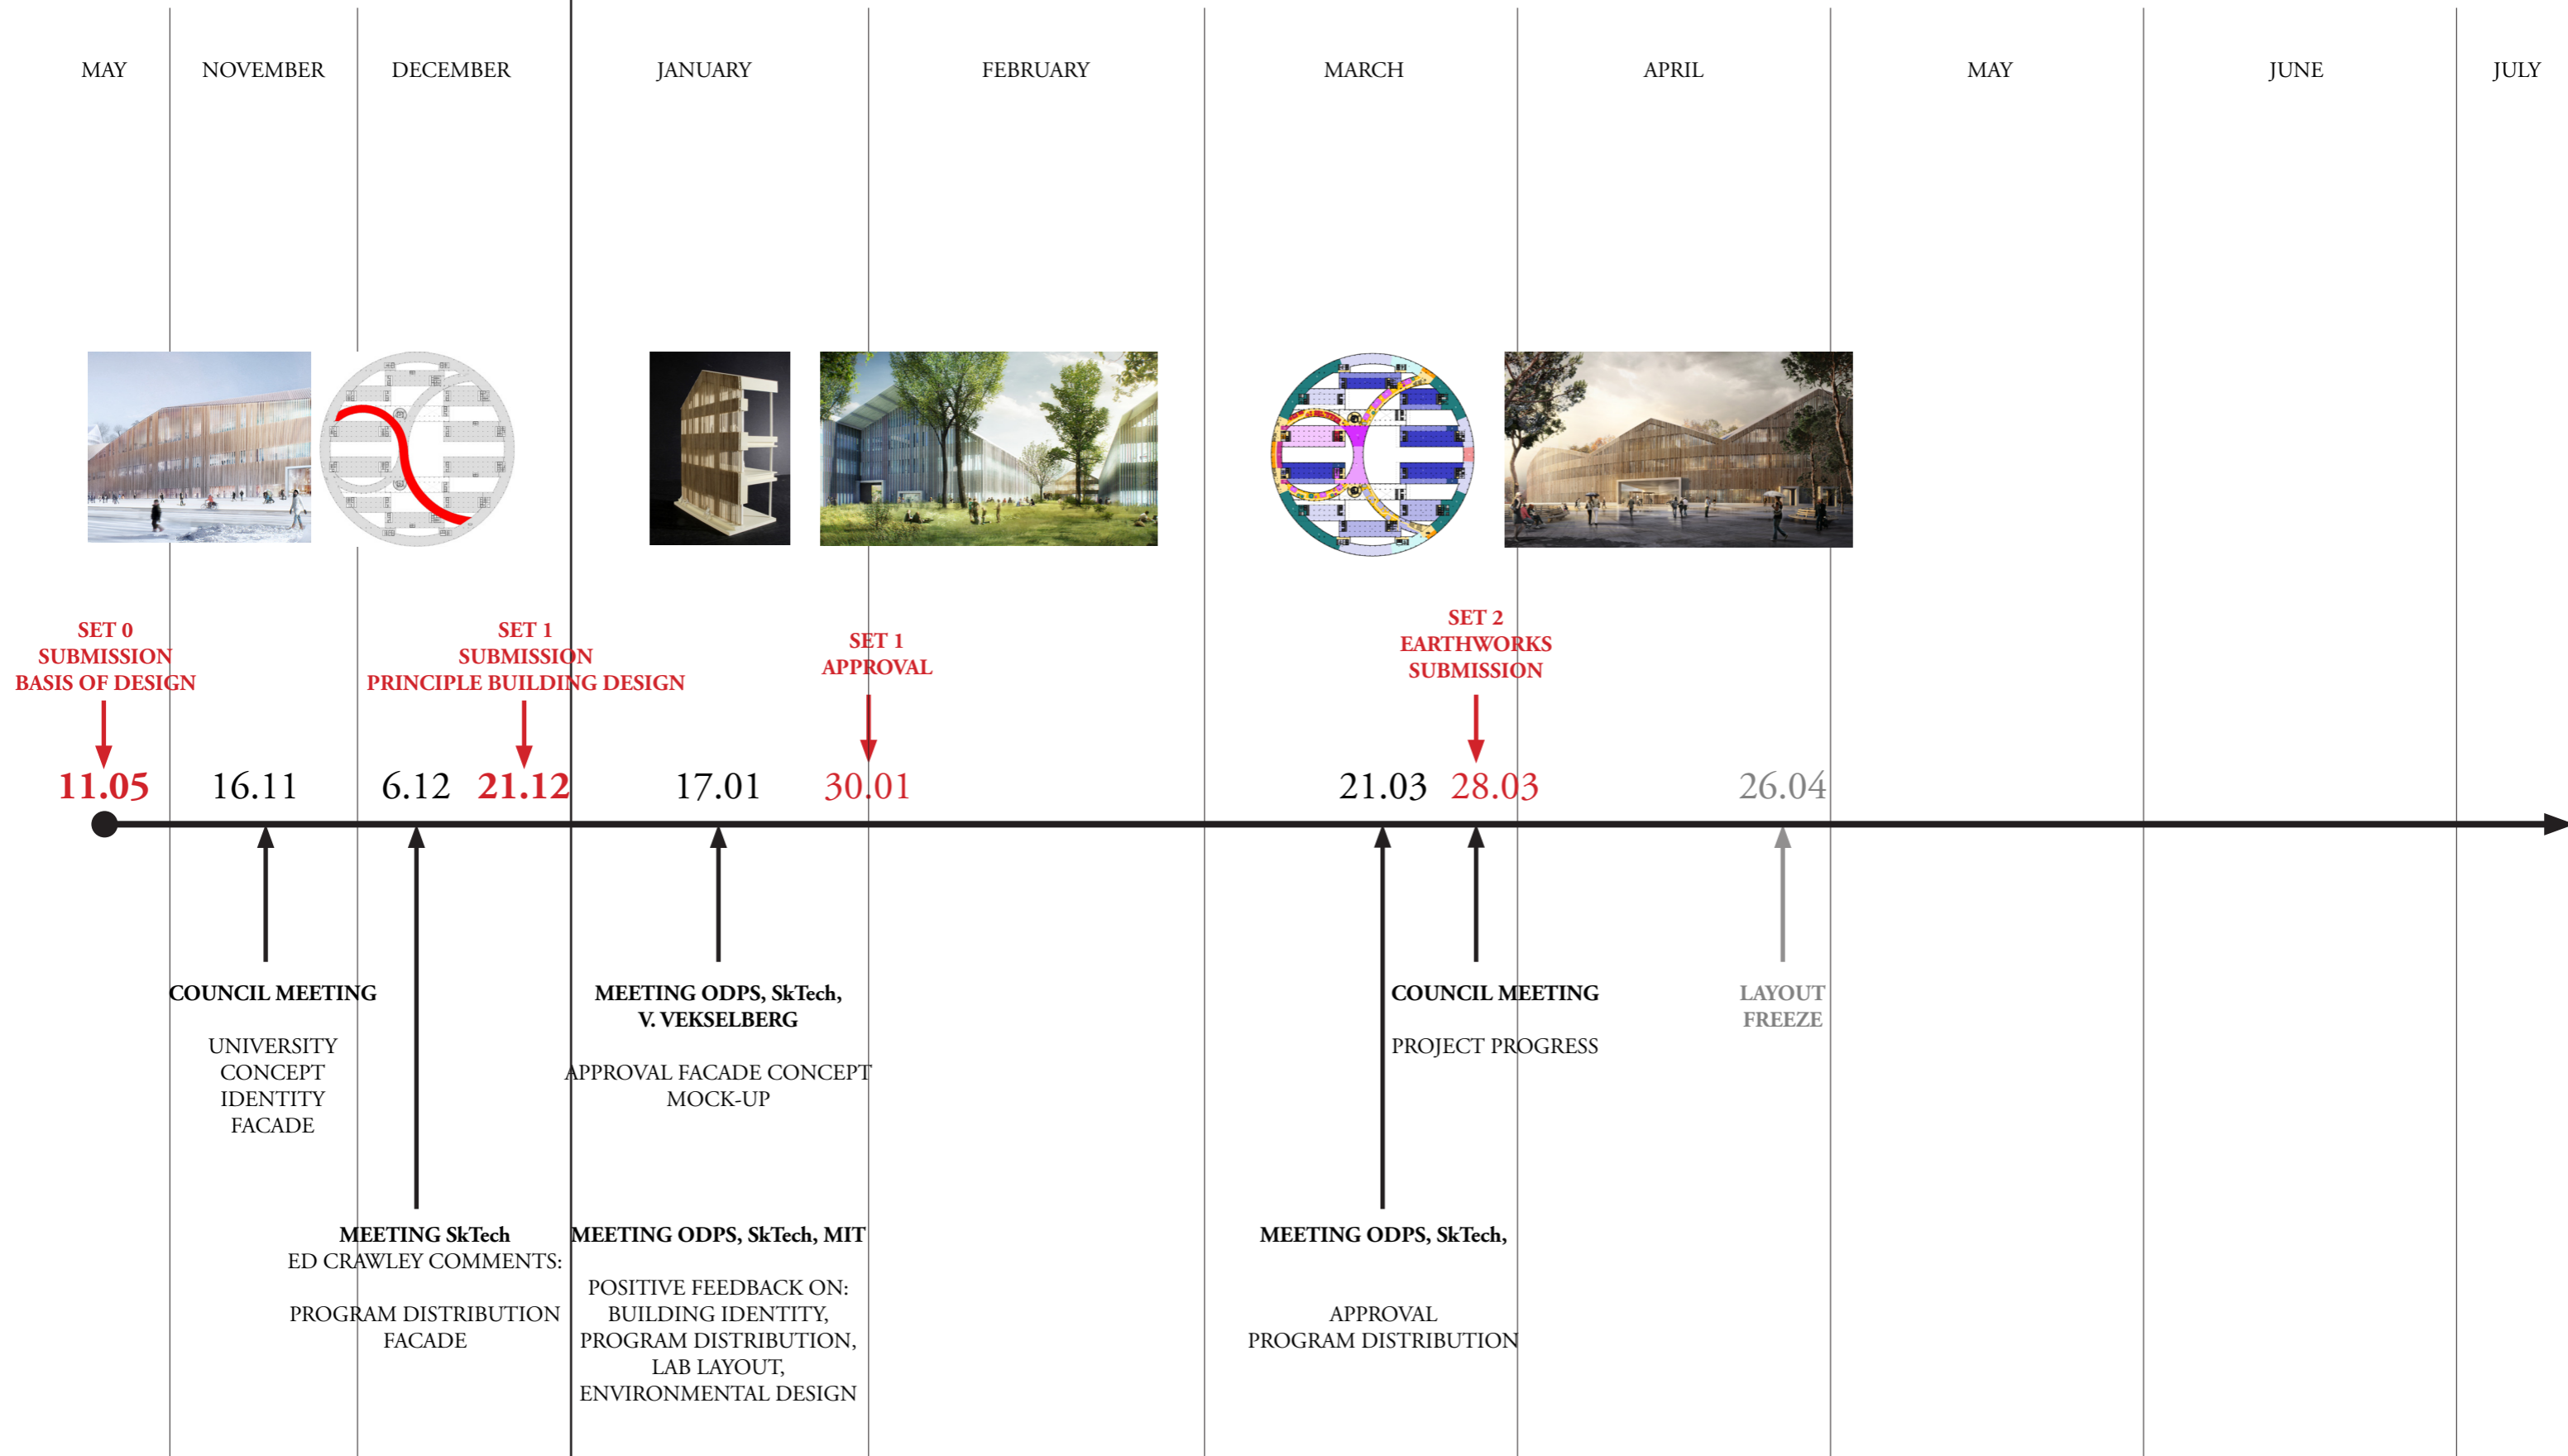 MAY
NOVEMBER
DECEMBER
JANUARY
FEBRUARY
MARCH
APRIL
MAY
JUNE
JULY
SET 0
SUBMISSION
BASIS OF DESIGN
SET 1
SUBMISSION
PRINCIPLE BUILDING DESIGN
SET 1
APPROVAL
SET 2
EARTHWORKS
SUBMISSION
11.05
16.11
6.12
21.12
17.01
30.01
21.03
28.03
26.04
COUNCIL MEETING
UNIVERSITY
CONCEPT
IDENTITY
FACADE
MEETING ODPS, SkTech,
V. VEKSELBERG
APPROVAL FACADE CONCEPT
MOCK-UP
COUNCIL MEETING
PROJECT PROGRESS
LAYOUT
FREEZE
MEETING SkTech
ED CRAWLEY COMMENTS:
PROGRAM DISTRIBUTION
FACADE
MEETING ODPS, SkTech, MIT
POSITIVE FEEDBACK ON:
BUILDING IDENTITY,
PROGRAM DISTRIBUTION,
LAB LAYOUT,
ENVIRONMENTAL DESIGN
MEETING ODPS, SkTech,
APPROVAL
PROGRAM DISTRIBUTION